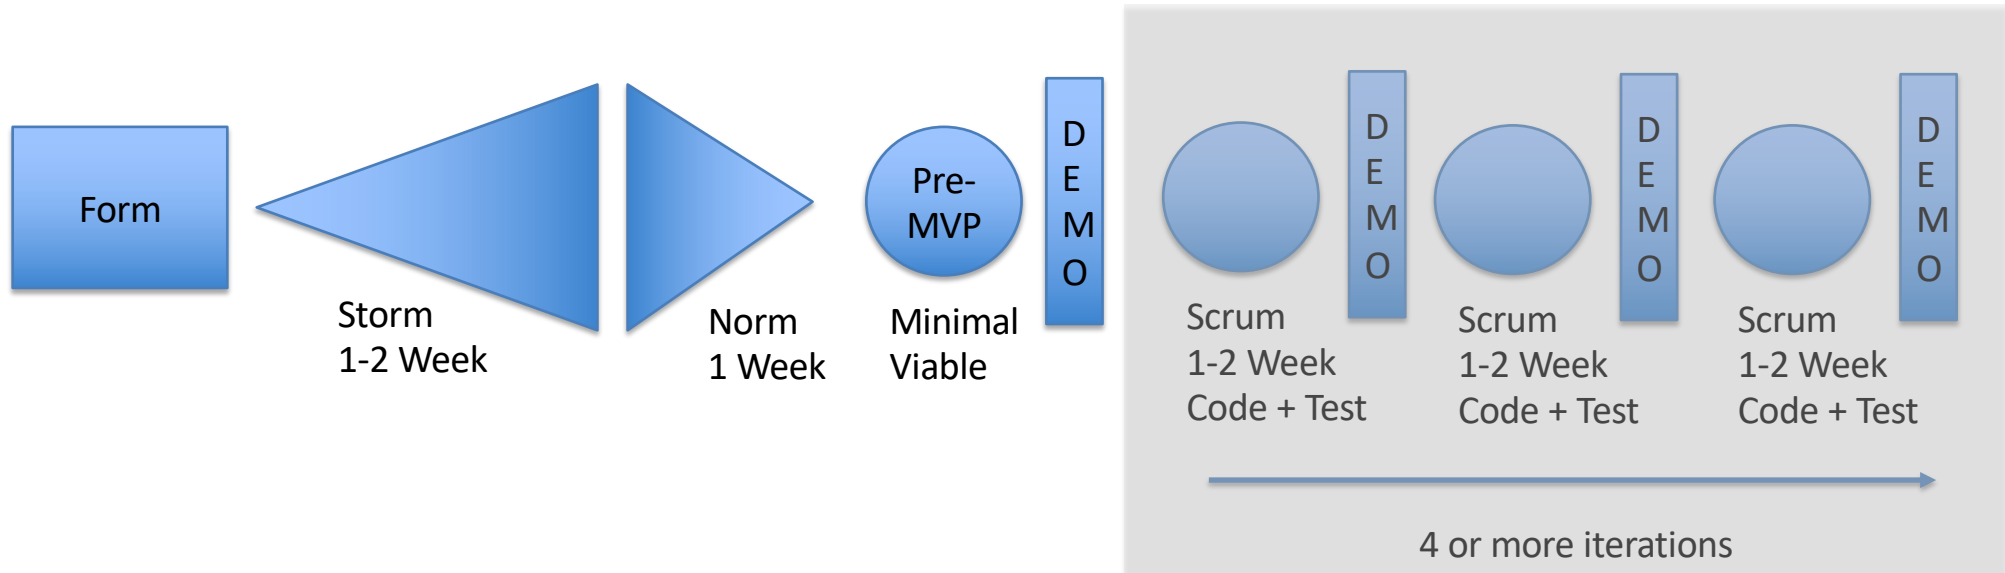 Form
Storm
1-2 Week
Norm
1 Week
Pre-
MVP
Minimal
Viable
D
E
M
O
Scrum
1-2 Week
Code + Test
D
E
M
O
Scrum
1-2 Week
Code + Test
D
E
M
O
Scrum
1-2 Week
Code + Test
D
E
M
O
4 or more iterations